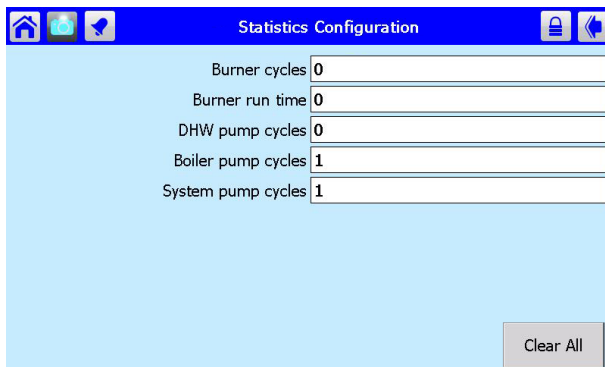 Statistics Configuration
Burner cycles 0
Burner run time 0
DHW pump cycles 0
Boiler pump cycles 1
System pump cycles 1
Clear All